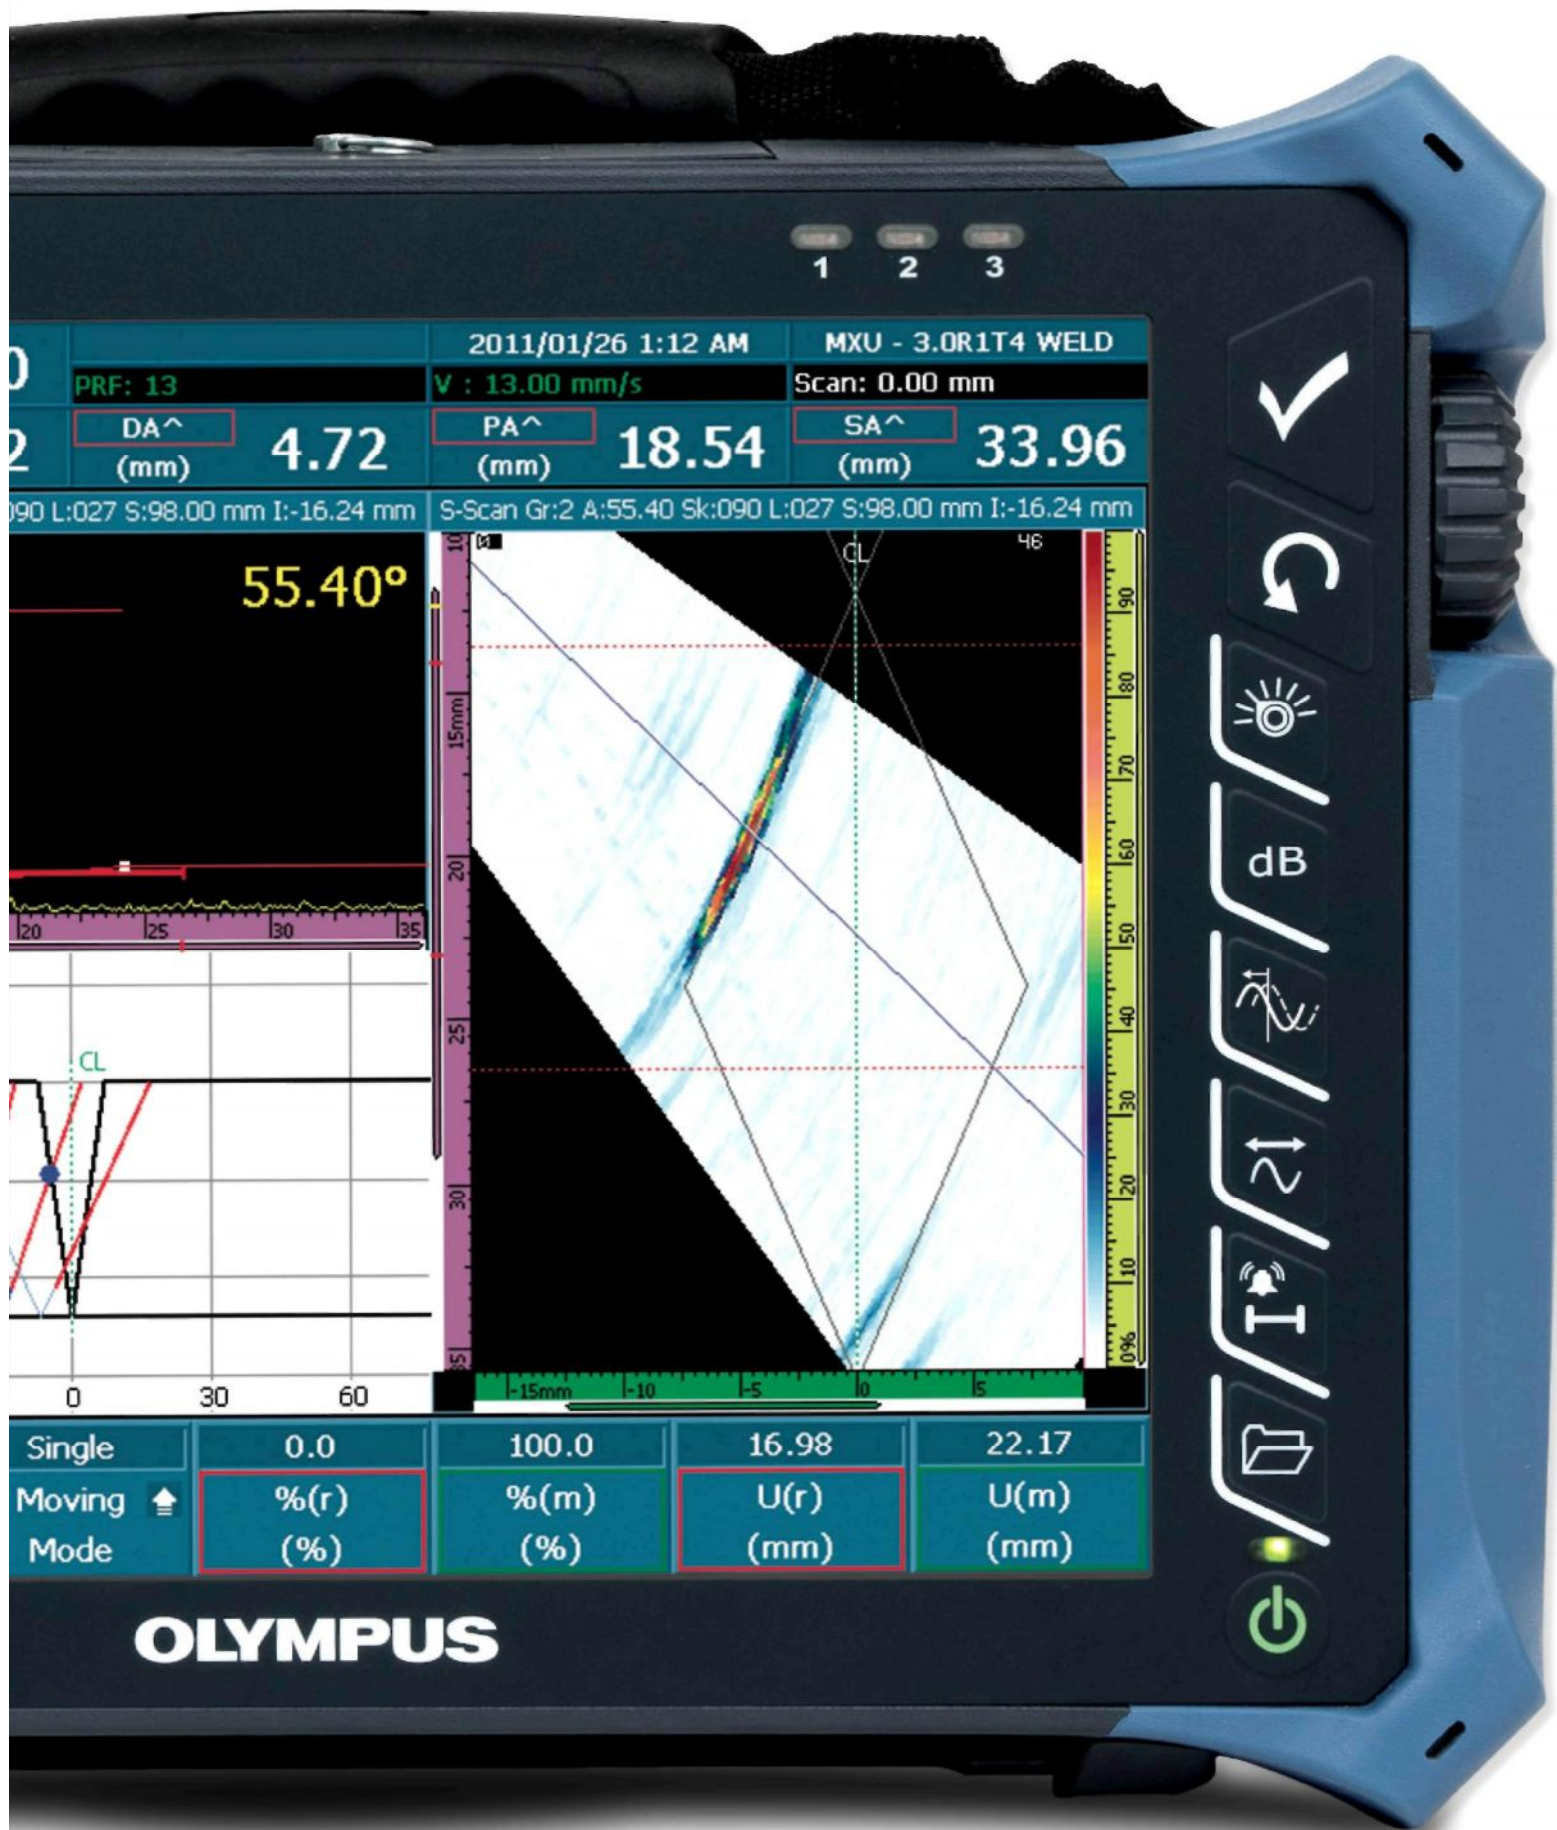 1 2 3
2011/01/26 1:12 AM MXU - 3.0R1T4 WELD
PRF: 13 V : 13.00 mm/s Scan: 0.00 mm
DA^ (mm) 4.72 PA^ (mm) 18.54 SA^ (mm) 33.96
090 L:027 S:98.00 mm I:-16.24 mm S-Scan Gr:2 A:55.40 Sk:090 L:027 S:98.00 mm I:-16.24 mm
55.40º
CL
46
10
15mm
20
25
30
90
80
70
60
50
40
30
20
10
0%
20 25 30 35
CL
0 30 60
-15mm -10 -5 0 5
Single 0.0 100.0 16.98 22.17
Moving %(r) %(m) U(r) U(m)
Mode (%) (%) (mm) (mm)
dB
OLYMPUS